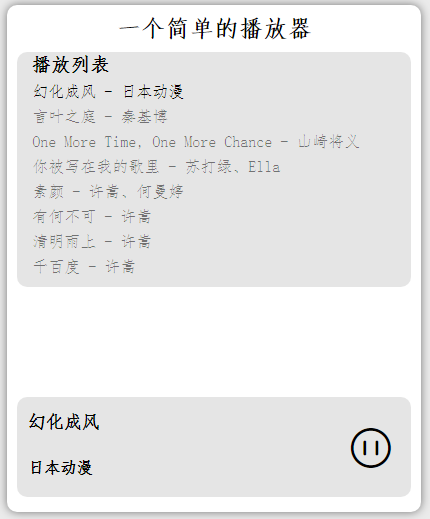 一个简单的播放器
播放列表
幻化成风 - 日本动漫
言叶之庭 - 秦基博
One More Time, One More Chance - 山崎将义
你被写在我的歌里 - 苏打绿、Ella
素颜 - 许嵩、何曼婷
有何不可 - 许嵩
清明雨上 - 许嵩
千百度 - 许嵩
幻化成风
日本动漫